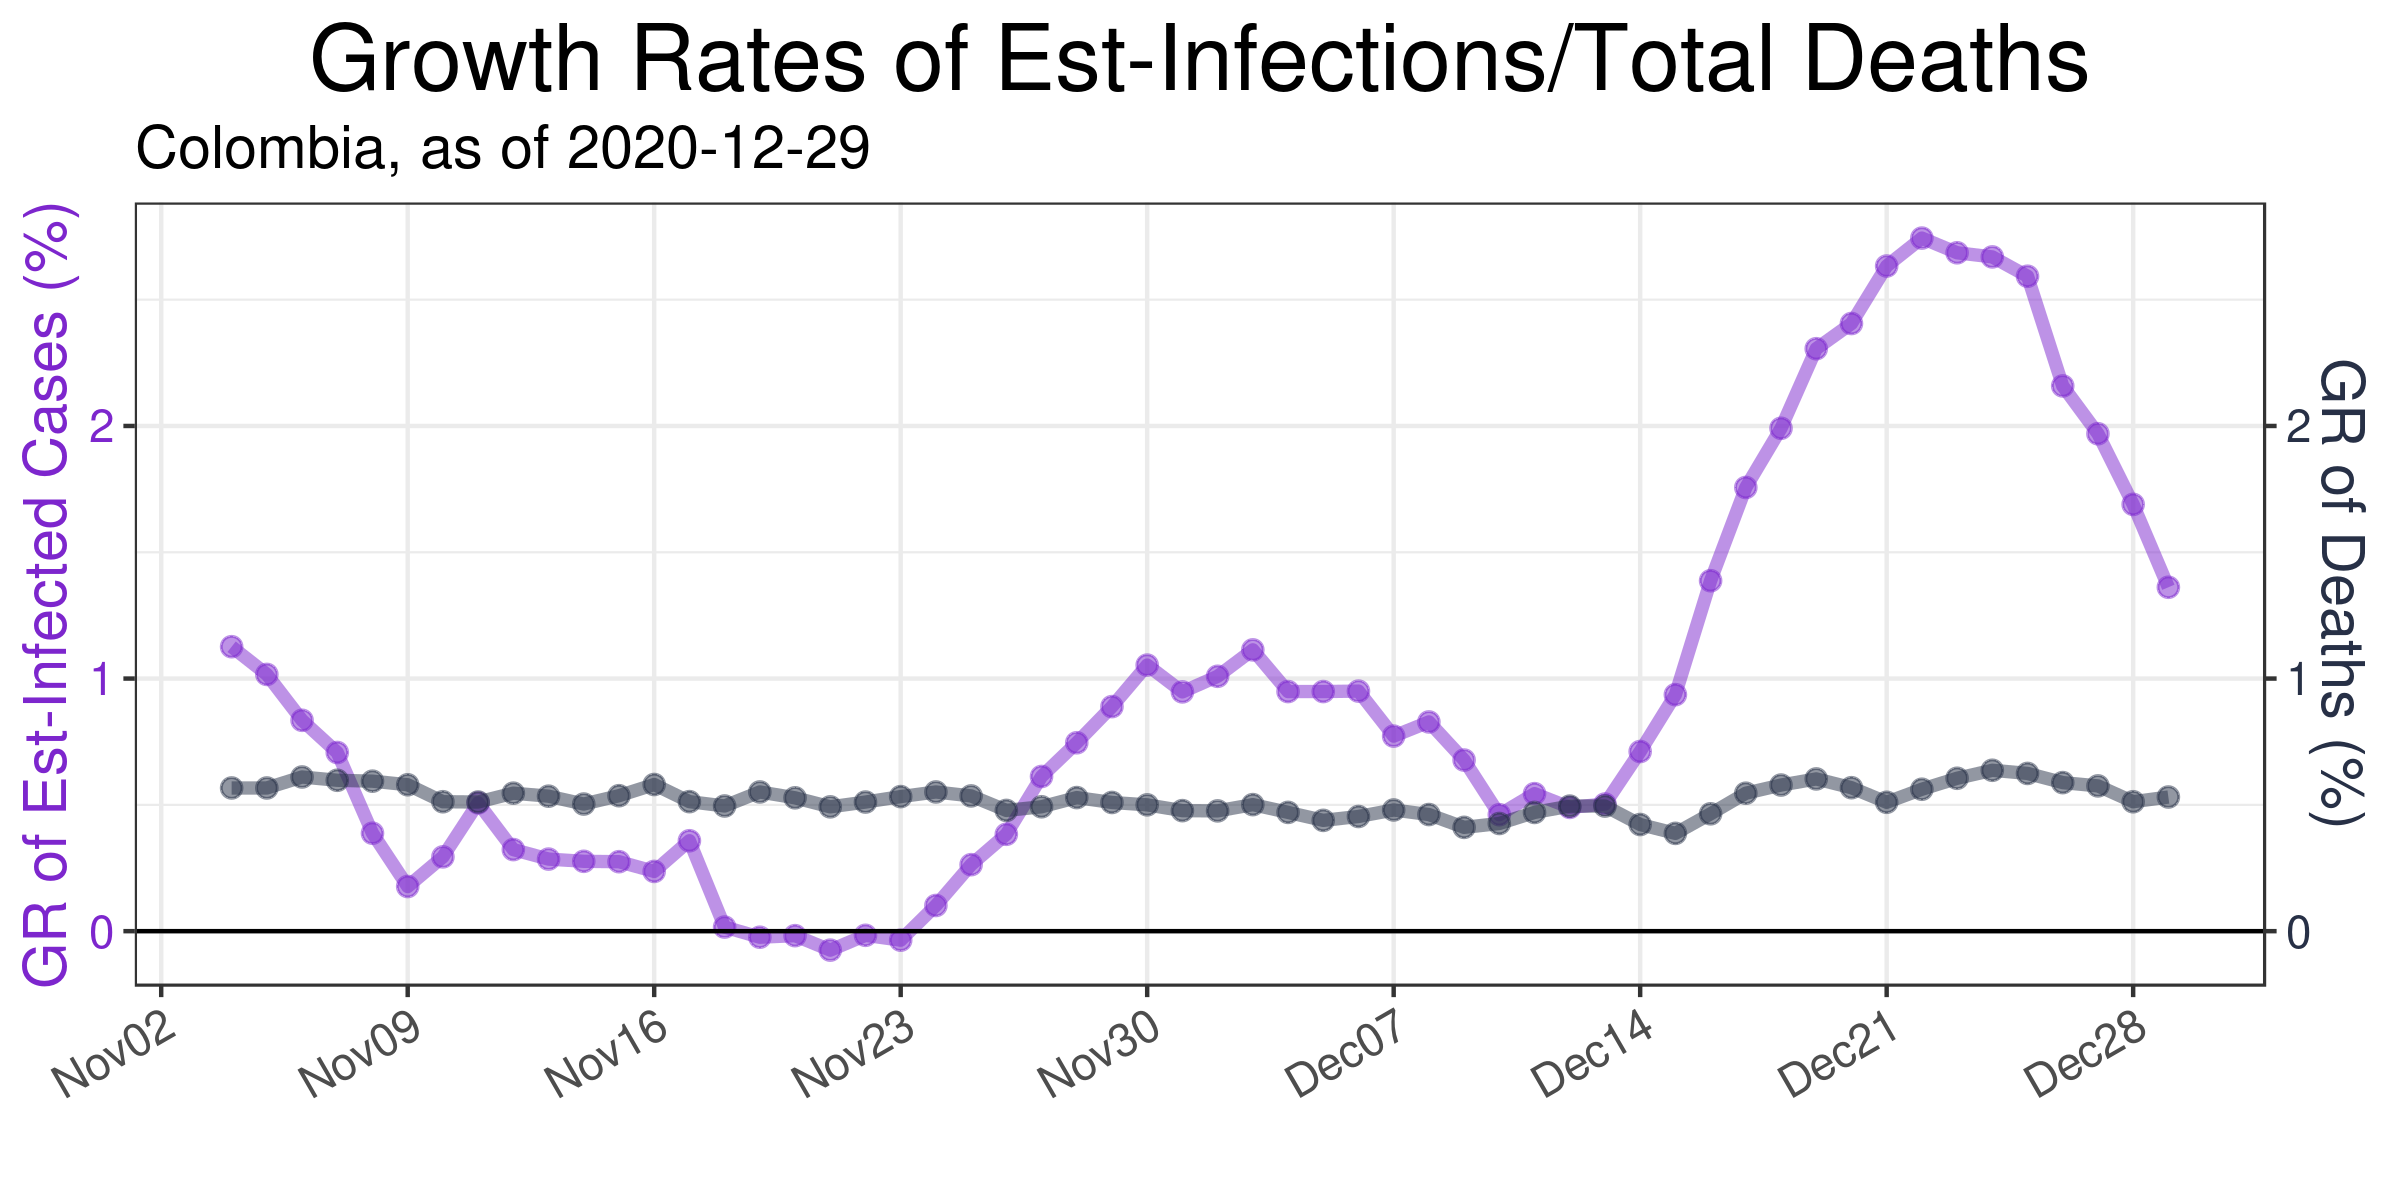 Growth Rates of Est-Infections/Total Deaths
Colombia, as of 2020-12-29
GR of Est-Infected Cases (%)
2
1
0
GR of Deaths (%)
2
1
0
Nov02
Nov09
Nov16
Nov23
Nov30
Dec07
Dec14
Dec21
Dec28